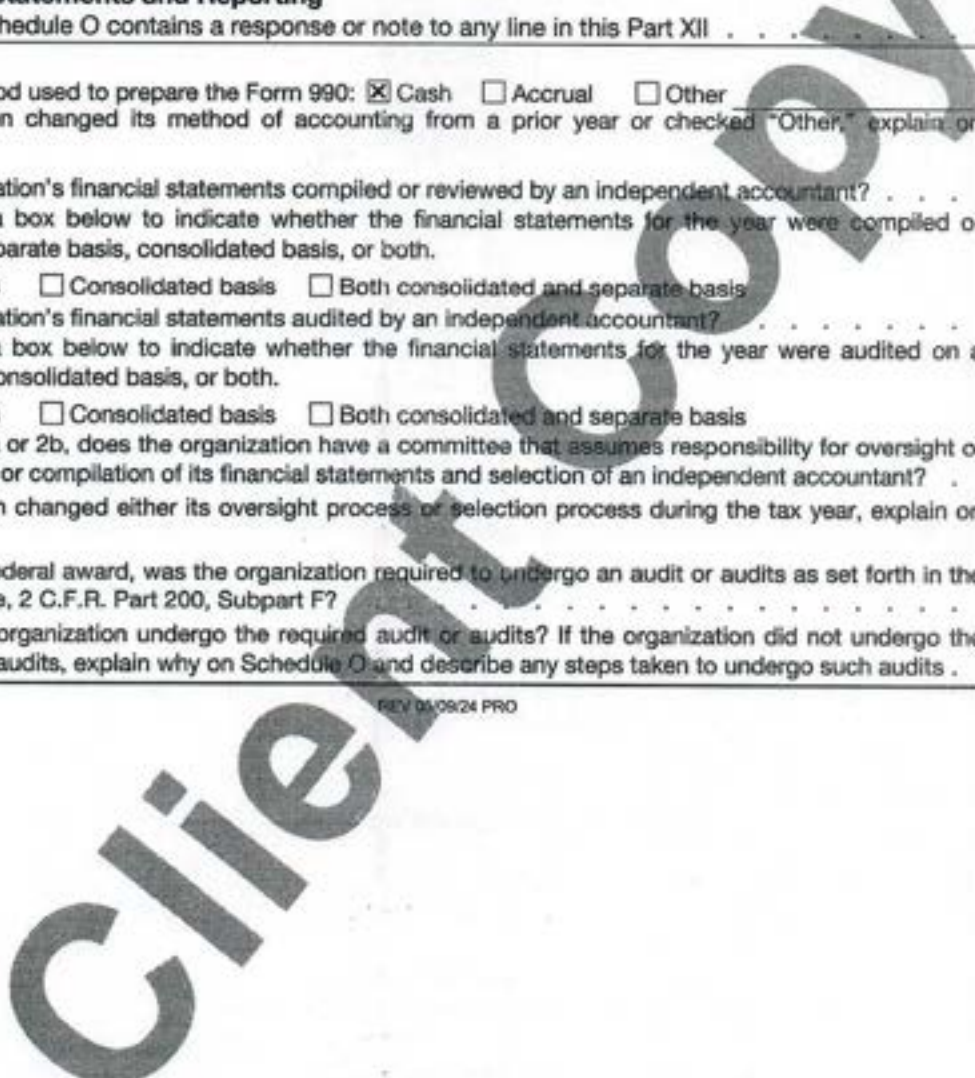 Statements and Reporting
hedule O contains a response or note to any line in this Part XII . . . . . . .
od used to prepare the Form 990: ☒ Cash ☐ Accrual ☐ Other
n changed its method of accounting from a prior year or checked "Other," explain on
ation's financial statements compiled or reviewed by an independent accountant? . . .
box below to indicate whether the financial statements for the year were compiled o
parate basis, consolidated basis, or both.
☐ Consolidated basis ☐ Both consolidated and separate basis
ation's financial statements audited by an independent accountant? . . . . . . .
box below to indicate whether the financial statements for the year were audited on a
onsolidated basis, or both.
☐ Consolidated basis ☐ Both consolidated and separate basis
or 2b, does the organization have a committee that assumes responsibility for oversight o
or compilation of its financial statements and selection of an independent accountant? .
n changed either its oversight process or selection process during the tax year, explain on
ederal award, was the organization required to undergo an audit or audits as set forth in the
e, 2 C.F.R. Part 200, Subpart F? . . . . . . . . . . . . . . . . . .
organization undergo the required audit or audits? If the organization did not undergo the
audits, explain why on Schedule O and describe any steps taken to undergo such audits .
REV 09/24 PRO
Client Copy